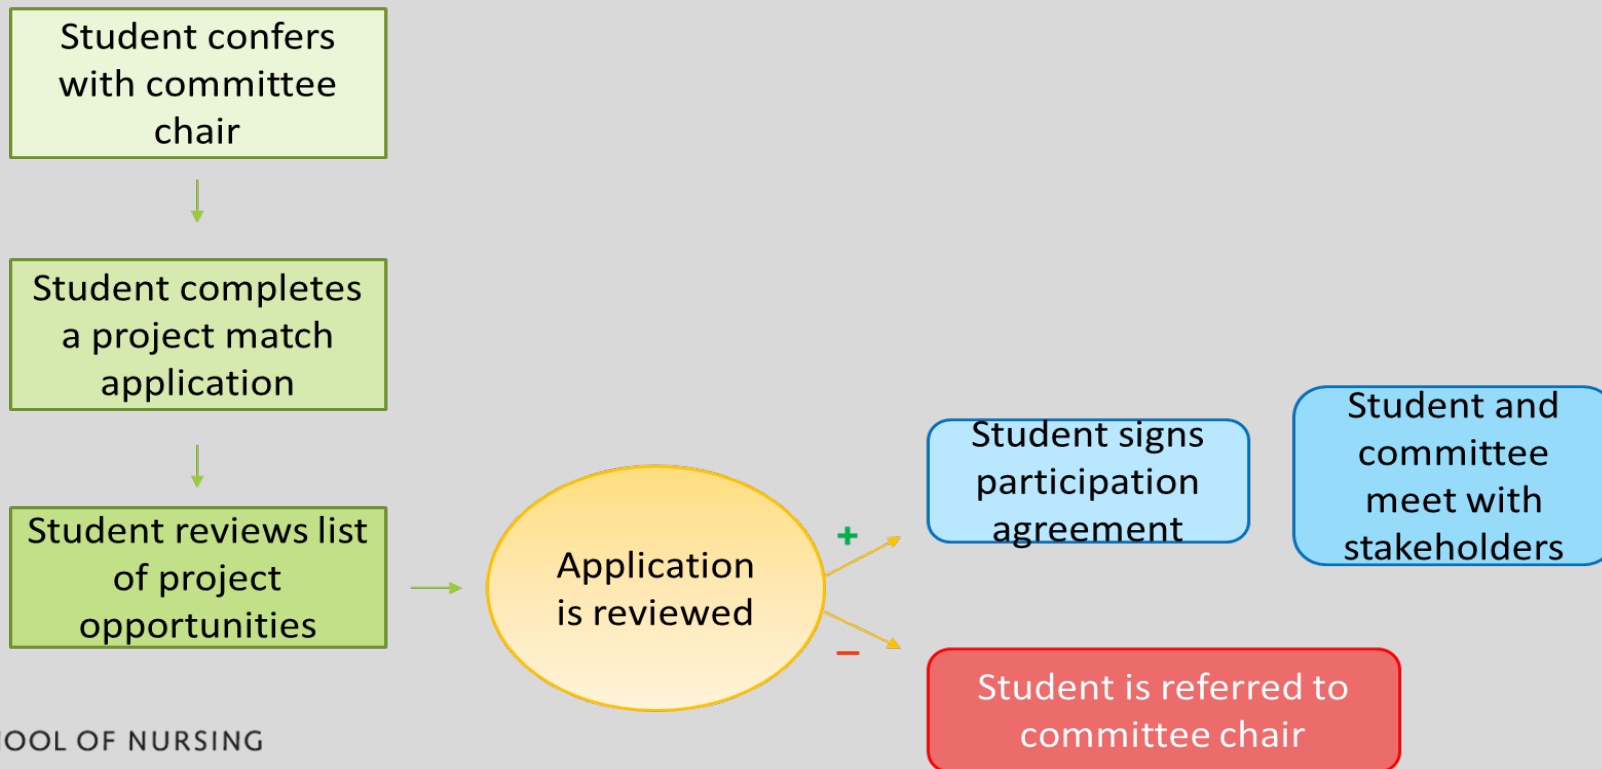 Student confers
with committee
chair
Student completes
a project match
application
Student reviews list
of project
opportunities
Application
is reviewed
+
Student signs
participation
agreement
Student and
committee
meet with
stakeholders
–
Student is referred to
committee chair
OOL OF NURSING